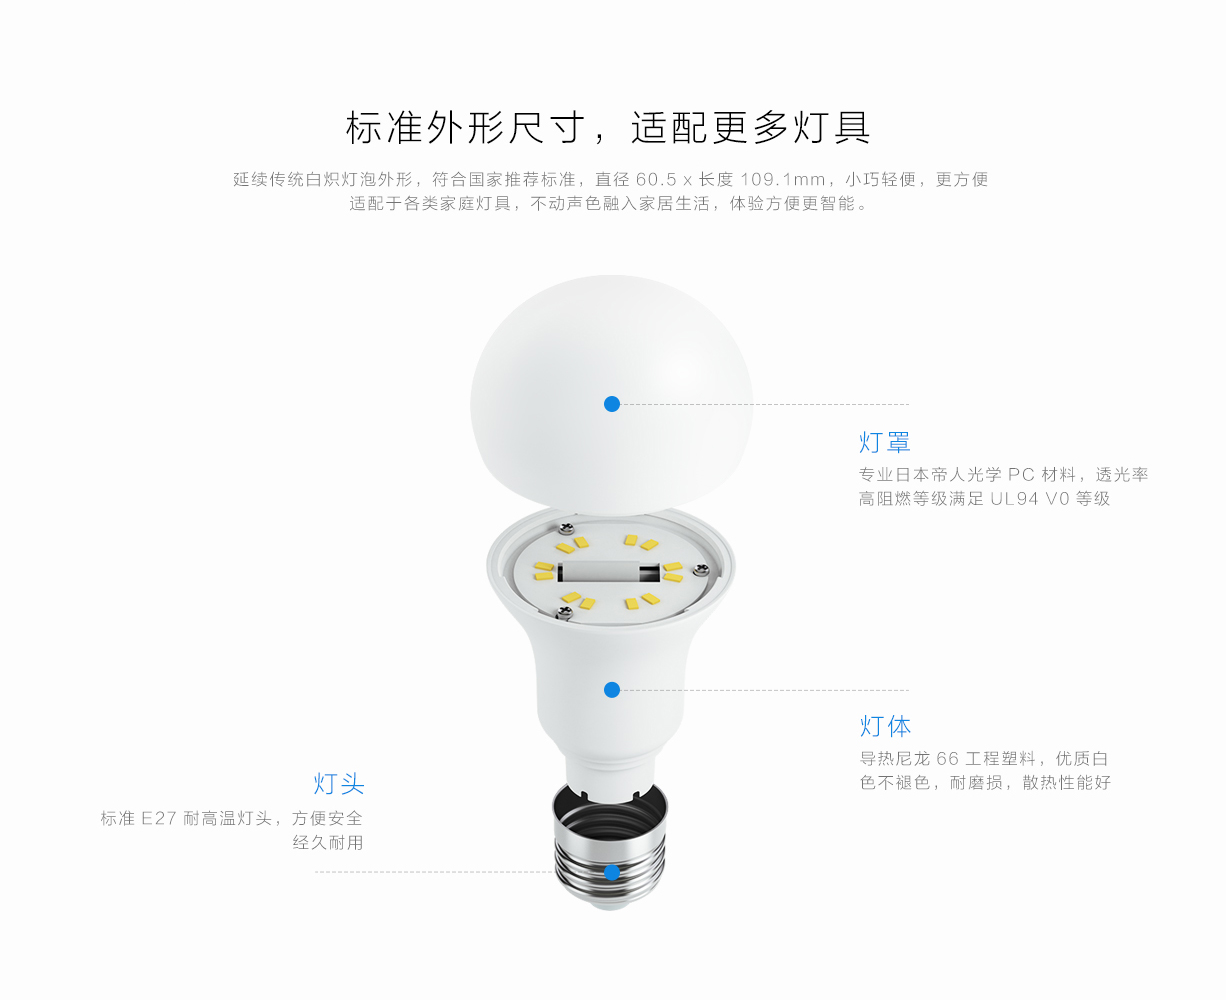 标准外形尺寸，适配更多灯具
延续传统白炽灯泡外形，符合国家推荐标准，直径 60.5 x 长度 109.1mm，小巧轻便，更方便
适配于各类家庭灯具，不动声色融入家居生活，体验方便更智能。
灯罩
专业日本帝人光学 PC 材料，透光率
高阻燃等级满足 UL94 V0 等级
灯体
导热尼龙 66 工程塑料，优质白
色不褪色，耐磨损，散热性能好
灯头
标准 E27 耐高温灯头，方便安全
经久耐用